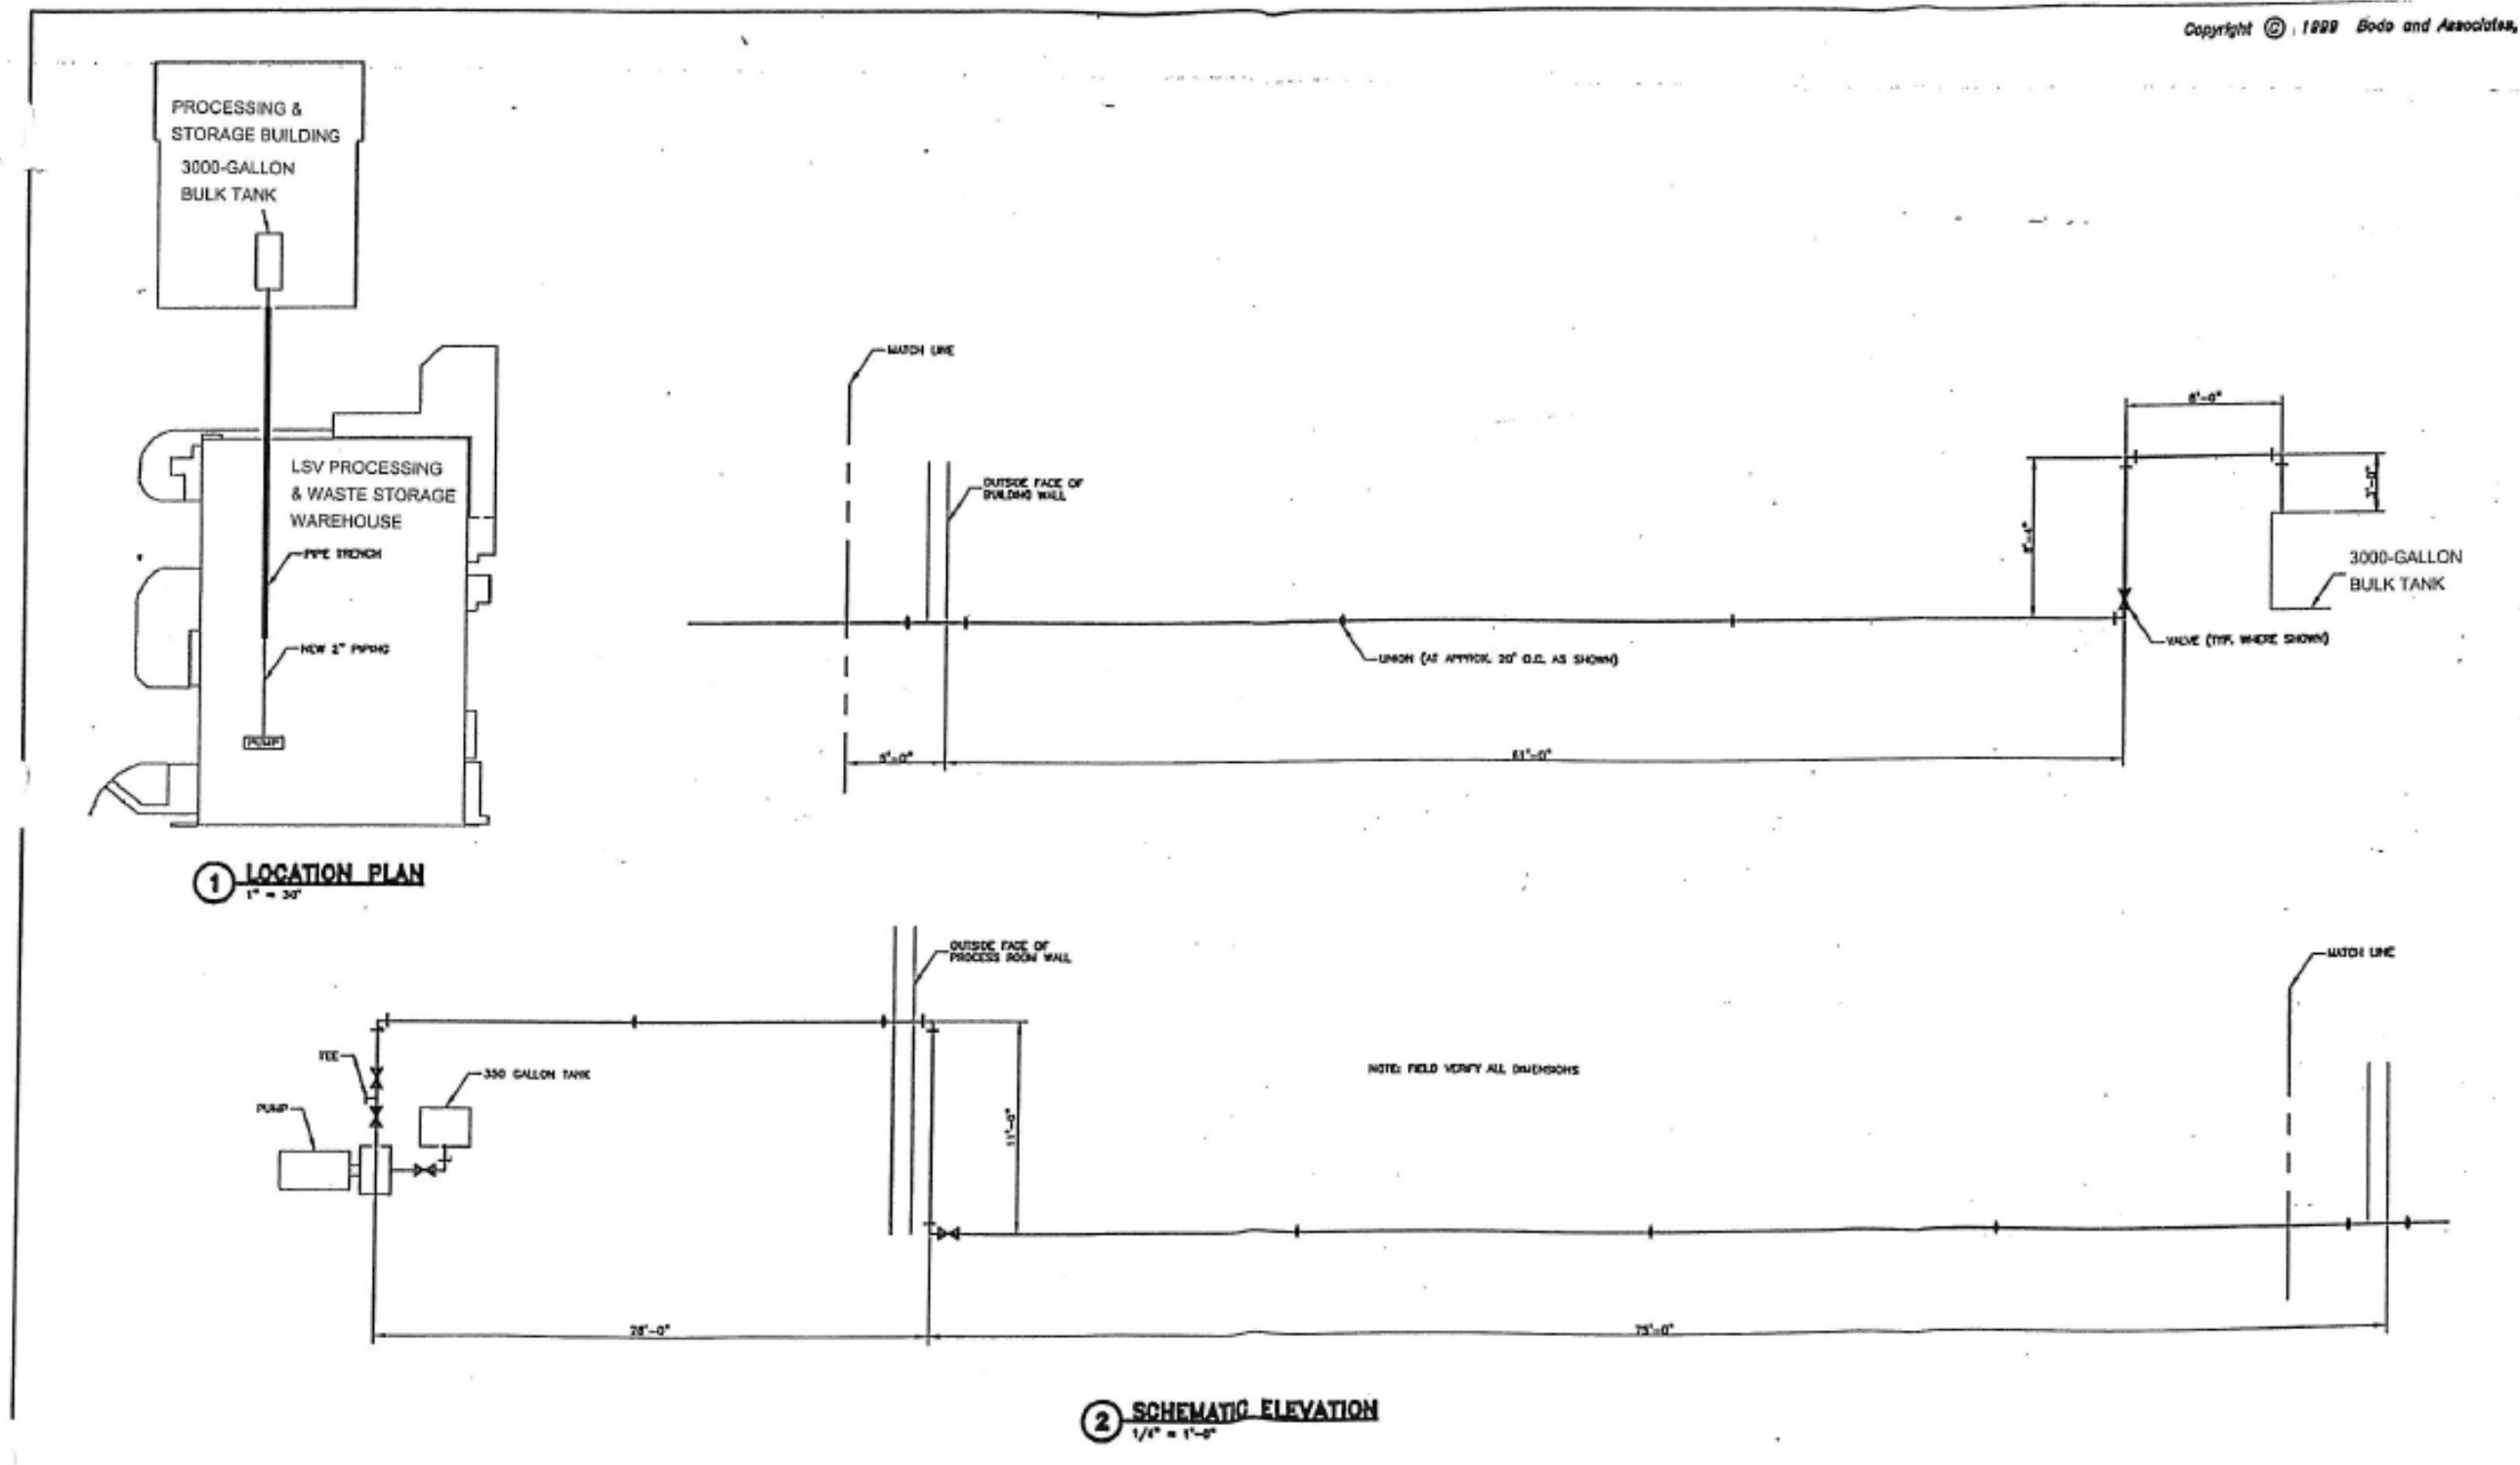 Copyright © 1999 Bodo and Associates,
PROCESSING &
STORAGE BUILDING
3000-GALLON
BULK TANK
LSV PROCESSING
& WASTE STORAGE
WAREHOUSE
PIPE TRENCH
NEW 2" PIPING
PUMP
1 LOCATION PLAN
1" = 30'
MATCH LINE
OUTSIDE FACE OF
BUILDING WALL
UNION (AT APPROX. 20' O.C. AS SHOWN)
5'-0"
61'-0"
3'-0"
3000-GALLON
BULK TANK
VALVE (TYP. WHERE SHOWN)
OUTSIDE FACE OF
PROCESS ROOM WALL
MATCH LINE
TEE
350 GALLON TANK
PUMP
11'-0"
NOTE: FIELD VERIFY ALL DIMENSIONS
28'-0"
75'-0"
2 SCHEMATIC ELEVATION
1/4" = 1'-0"